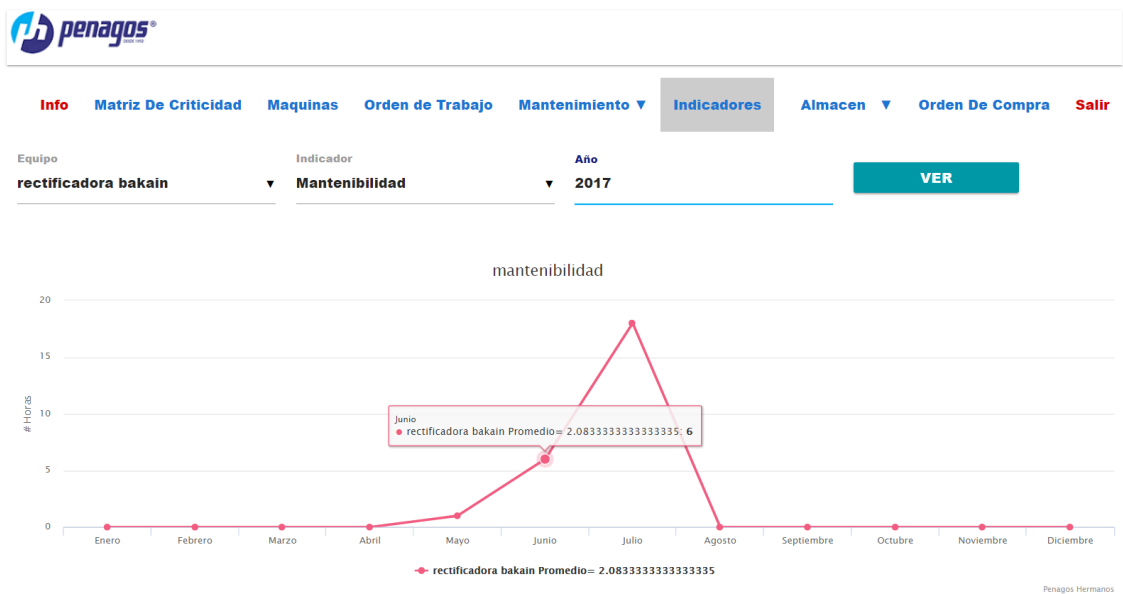 penagos®
DESDE 1892
Info Matriz De Criticidad Maquinas Orden de Trabajo Mantenimiento ▼ Indicadores Almacen ▼ Orden De Compra Salir
Equipo Indicador Año
rectificadora bakain ▼ Mantenibilidad ▼ 2017 VER
mantenibilidad
20
15
10
5
0
# Horas
Junio
● rectificadora bakain Promedio= 2.0833333333333335: 6
Enero Febrero Marzo Abril Mayo Junio Julio Agosto Septiembre Octubre Noviembre Diciembre
rectificadora bakain Promedio= 2.0833333333333335
Penagos Hermanos